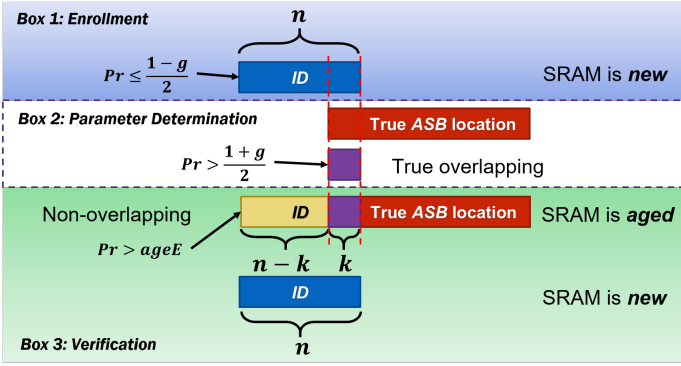 Box 1: Enrollment
n
Pr ≤ (1 − g)/2
ID
SRAM is new
Box 2: Parameter Determination
True ASB location
Pr > (1 + g)/2
True overlapping
Non-overlapping
ID
True ASB location
SRAM is aged
Pr > ageE
n − k
k
ID
SRAM is new
n
Box 3: Verification